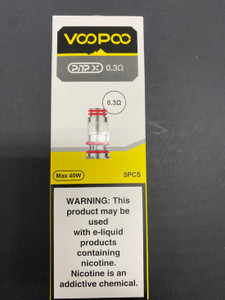 VOOPOO
PnP X 0.3Ω
0.3Ω
Max 40W 5PCS
WARNING: This
product may be
used
with e-liquid
products
containing
nicotine.
Nicotine is an
addictive chemical.